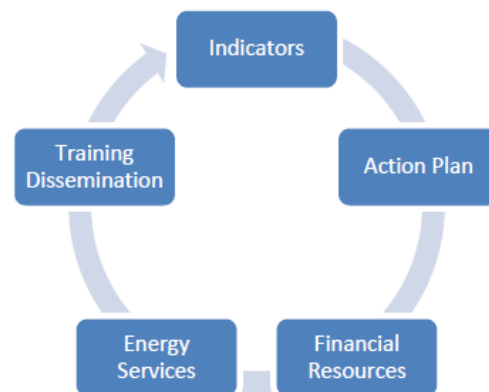 Indicators
Action Plan
Financial
Resources
Energy
Services
Training
Dissemination